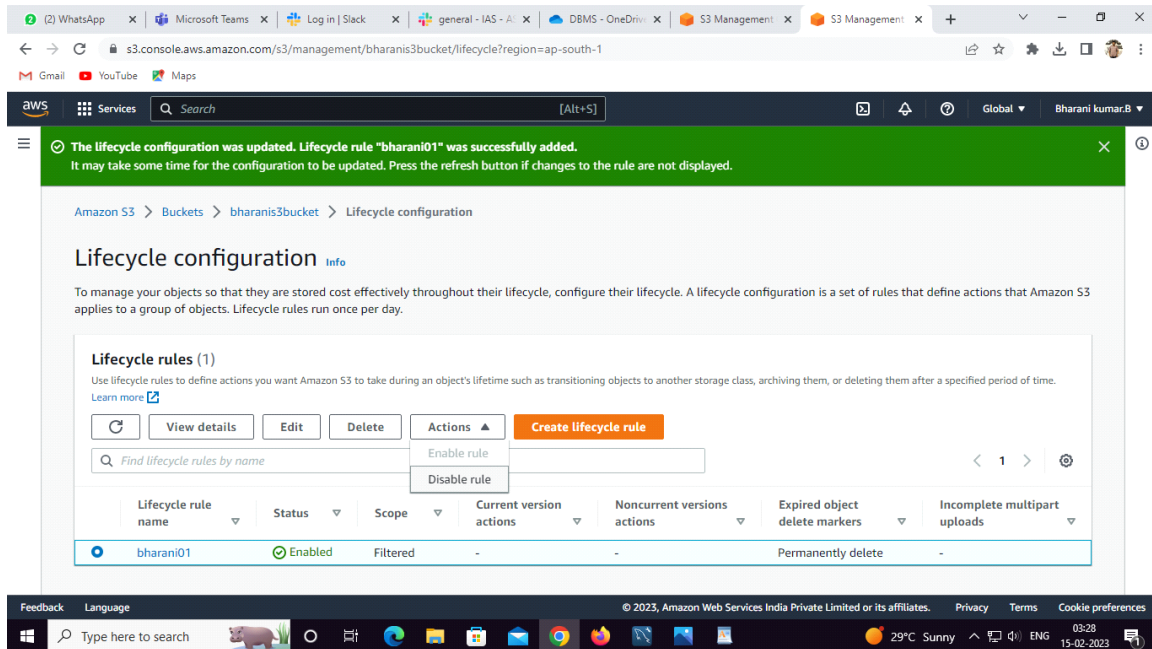 (2) WhatsApp
Microsoft Teams
Log in | Slack
general - IAS - A
DBMS - OneDrive
S3 Management
S3 Management
s3.console.aws.amazon.com/s3/management/bharanis3bucket/lifecycle?region=ap-south-1
Gmail YouTube Maps
aws Services Search [Alt+S] Global Bharani kumar.B
The lifecycle configuration was updated. Lifecycle rule "bharani01" was successfully added.
It may take some time for the configuration to be updated. Press the refresh button if changes to the rule are not displayed.
Amazon S3 > Buckets > bharanis3bucket > Lifecycle configuration
Lifecycle configuration Info
To manage your objects so that they are stored cost effectively throughout their lifecycle, configure their lifecycle. A lifecycle configuration is a set of rules that define actions that Amazon S3
applies to a group of objects. Lifecycle rules run once per day.
Lifecycle rules (1)
Use lifecycle rules to define actions you want Amazon S3 to take during an object's lifetime such as transitioning objects to another storage class, archiving them, or deleting them after a specified period of time.
Learn more
View details Edit Delete Actions Create lifecycle rule
Enable rule
Find lifecycle rules by name 1
Disable rule
Lifecycle rule name Status Scope Current version actions Noncurrent versions actions Expired object delete markers Incomplete multipart uploads
bharani01 Enabled Filtered - - Permanently delete -
Feedback Language © 2023, Amazon Web Services India Private Limited or its affiliates. Privacy Terms Cookie preferences
Type here to search 29°C Sunny ENG 03:28
15-02-2023